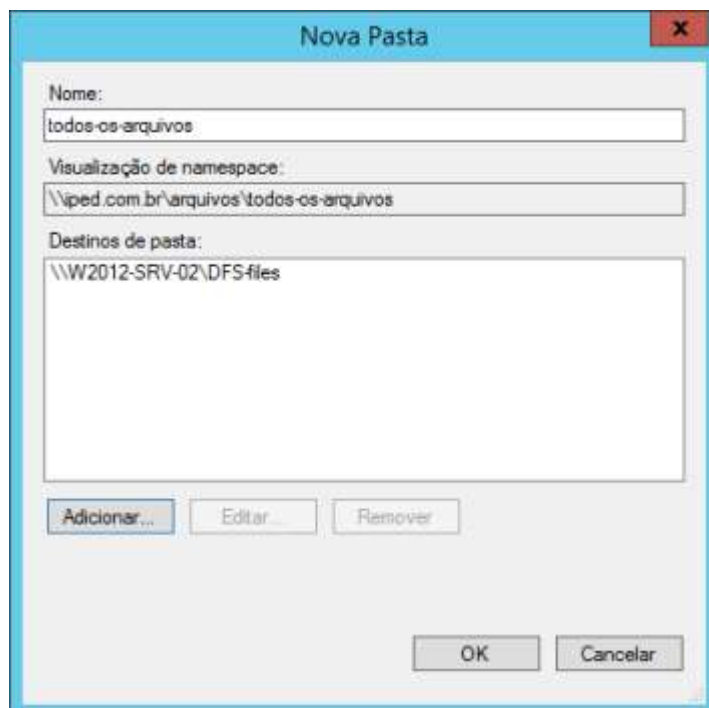 Nova Pasta
Nome:
todos-os-arquivos
Visualização de namespace:
\\iped.com.br\arquivos\todos-os-arquivos
Destinos de pasta:
\\W2012-SRV-02\DFS-files
Adicionar... Editar... Remover
OK Cancelar